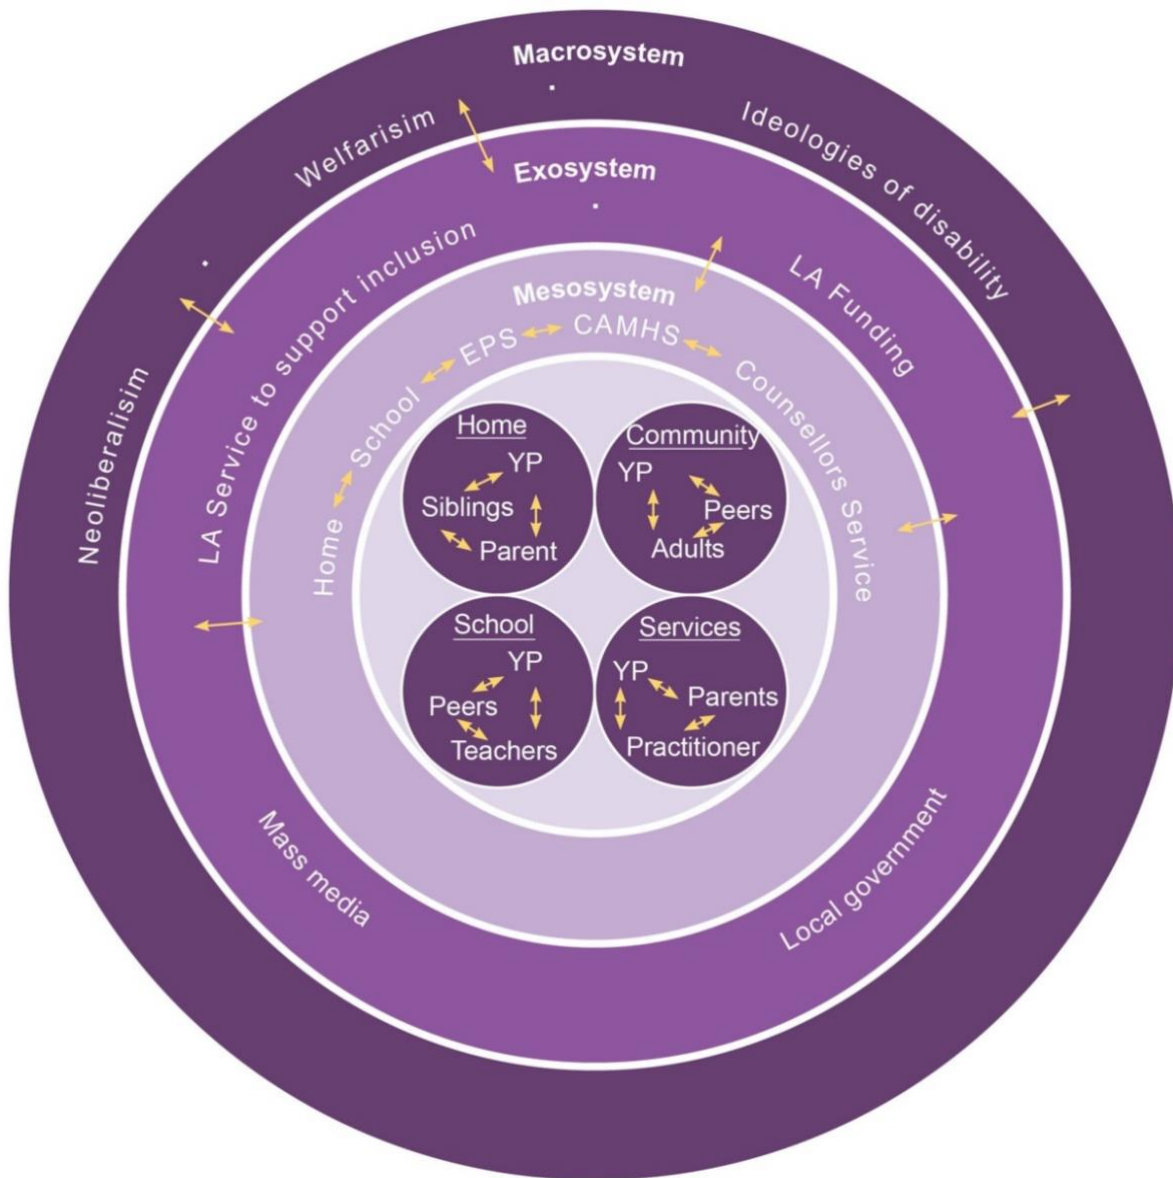 Macrosystem
Neoliberalisim
Welfarisim
Ideologies of disability
Exosystem
LA Service to support inclusion
LA Funding
Mass media
Local government
Mesosystem
Home
School
EPS
CAMHS
Counsellors Service
Home
YP
Siblings
Parent
Community
YP
Peers
Adults
School
YP
Peers
Teachers
Services
YP
Parents
Practitioner